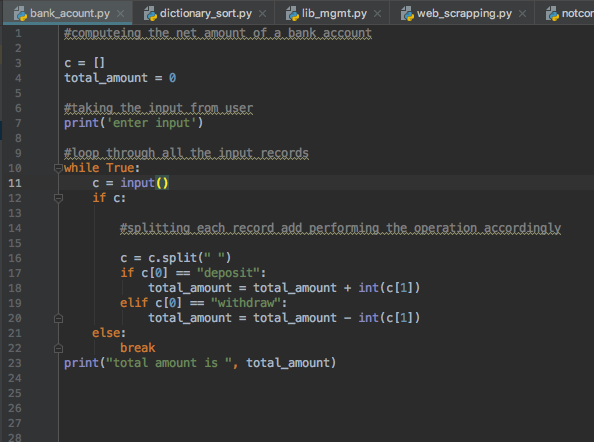 bank_acount.py dictionary_sort.py lib_mgmt.py web_scrapping.py notcor
1 #computeing the net amount of a bank account
2
3 c = []
4 total_amount = 0
5
6 #taking the input from user
7 print('enter input')
8
9 #loop through all the input records
10 while True:
11 c = input()
12 if c:
13
14 #splitting each record add performing the operation accordingly
15
16 c = c.split(" ")
17 if c[0] == "deposit":
18 total_amount = total_amount + int(c[1])
19 elif c[0] == "withdraw":
20 total_amount = total_amount - int(c[1])
21 else:
22 break
23 print("total amount is ", total_amount)
24
25
26
27
28